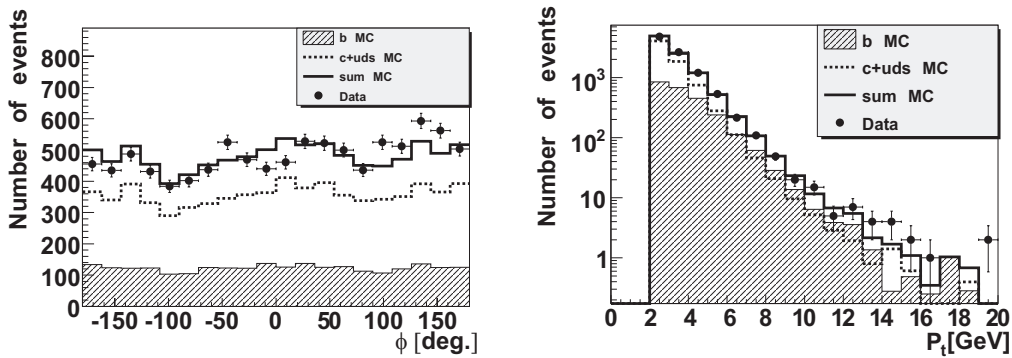 Number of events
800
700
600
500
400
300
200
100
0
-150 -100 -50 0 50 100 150
ϕ [deg.]
b MC
c+uds MC
sum MC
Data
Number of events
10³
10²
10
1
0 2 4 6 8 10 12 14 16 18 20
Pₜ[GeV]
b MC
c+uds MC
sum MC
Data